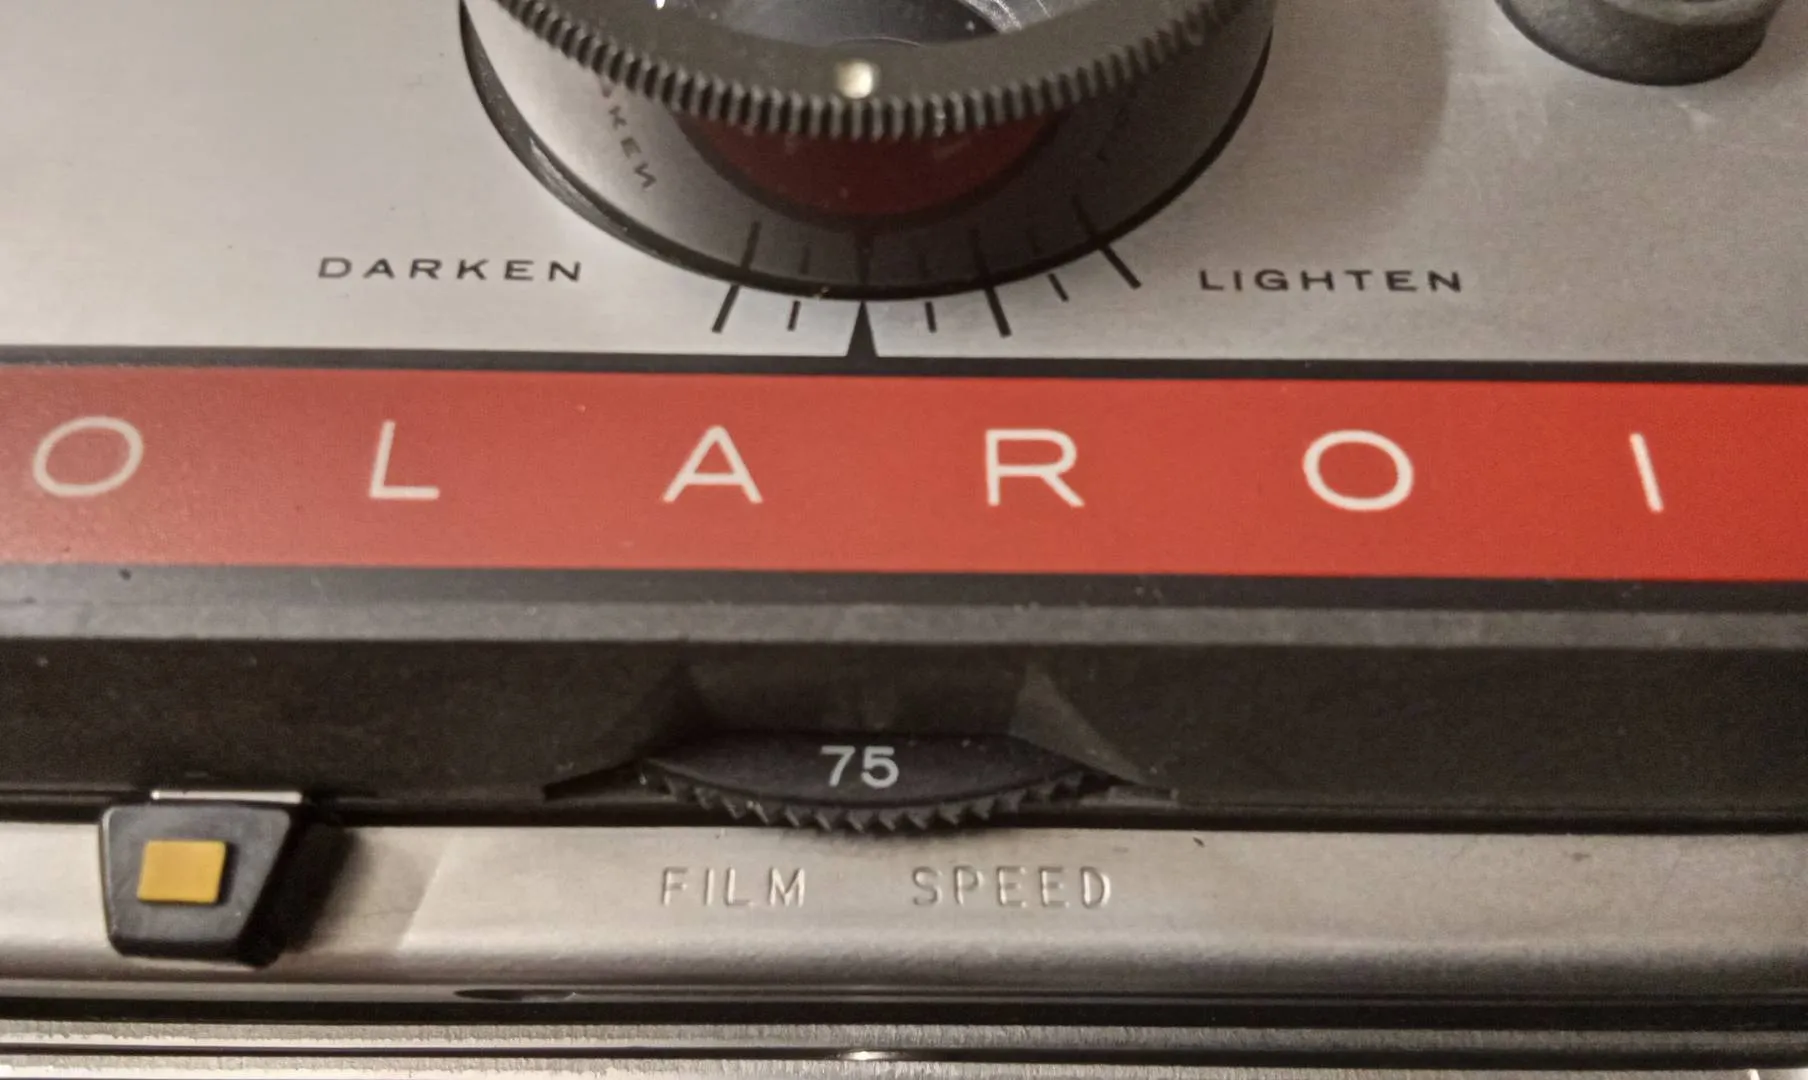 DARKEN LIGHTEN
OLAROI
75
FILM SPEED